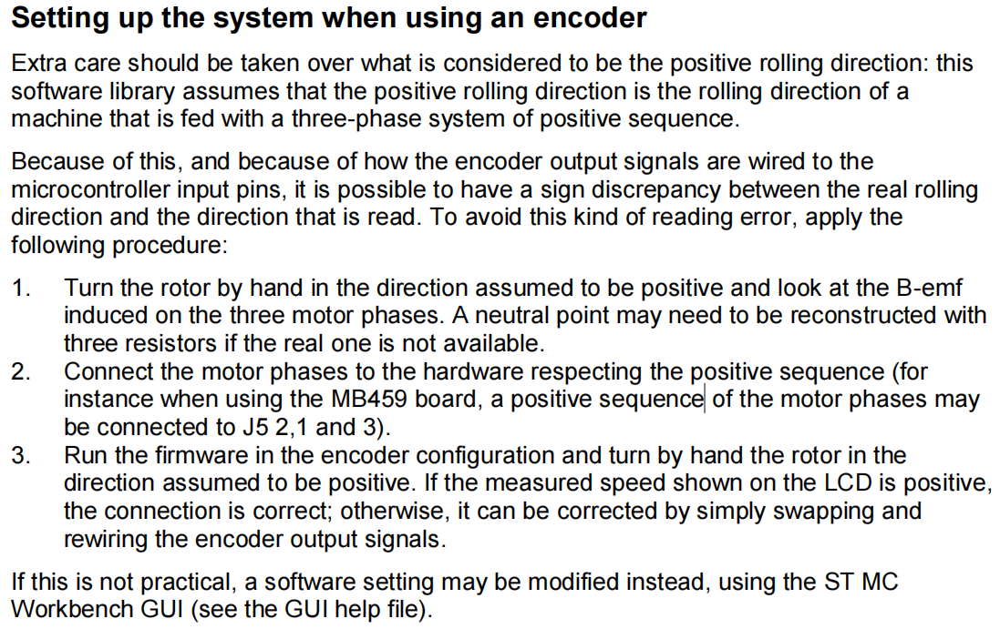 Setting up the system when using an encoder
Extra care should be taken over what is considered to be the positive rolling direction: this
software library assumes that the positive rolling direction is the rolling direction of a
machine that is fed with a three-phase system of positive sequence.
Because of this, and because of how the encoder output signals are wired to the
microcontroller input pins, it is possible to have a sign discrepancy between the real rolling
direction and the direction that is read. To avoid this kind of reading error, apply the
following procedure:
1. Turn the rotor by hand in the direction assumed to be positive and look at the B-emf
induced on the three motor phases. A neutral point may need to be reconstructed with
three resistors if the real one is not available.
2. Connect the motor phases to the hardware respecting the positive sequence (for
instance when using the MB459 board, a positive sequence of the motor phases may
be connected to J5 2,1 and 3).
3. Run the firmware in the encoder configuration and turn by hand the rotor in the
direction assumed to be positive. If the measured speed shown on the LCD is positive,
the connection is correct; otherwise, it can be corrected by simply swapping and
rewiring the encoder output signals.
If this is not practical, a software setting may be modified instead, using the ST MC
Workbench GUI (see the GUI help file).